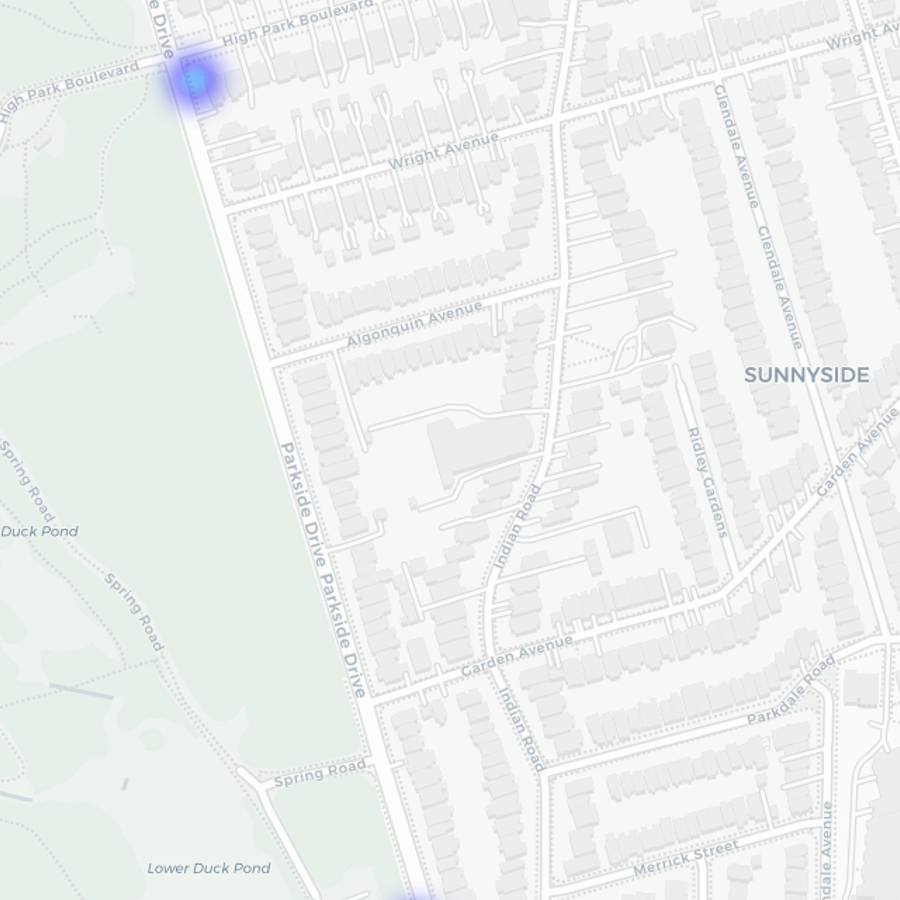 e Drive
High Park Boulevard
High Park Boulevard
Wright Av
Wright Avenue
Glendale Avenue
Glendale Avenue
Algonquin Avenue
SUNNYSIDE
Garden Avenue
Ridley Gardens
Parkside Drive
Parkside Drive
Spring Road
Duck Pond
Spring Road
Indian Road
Garden Avenue
Indian Road
Parkdale Road
Spring Road
Merrick Street
ndale Avenue
Lower Duck Pond